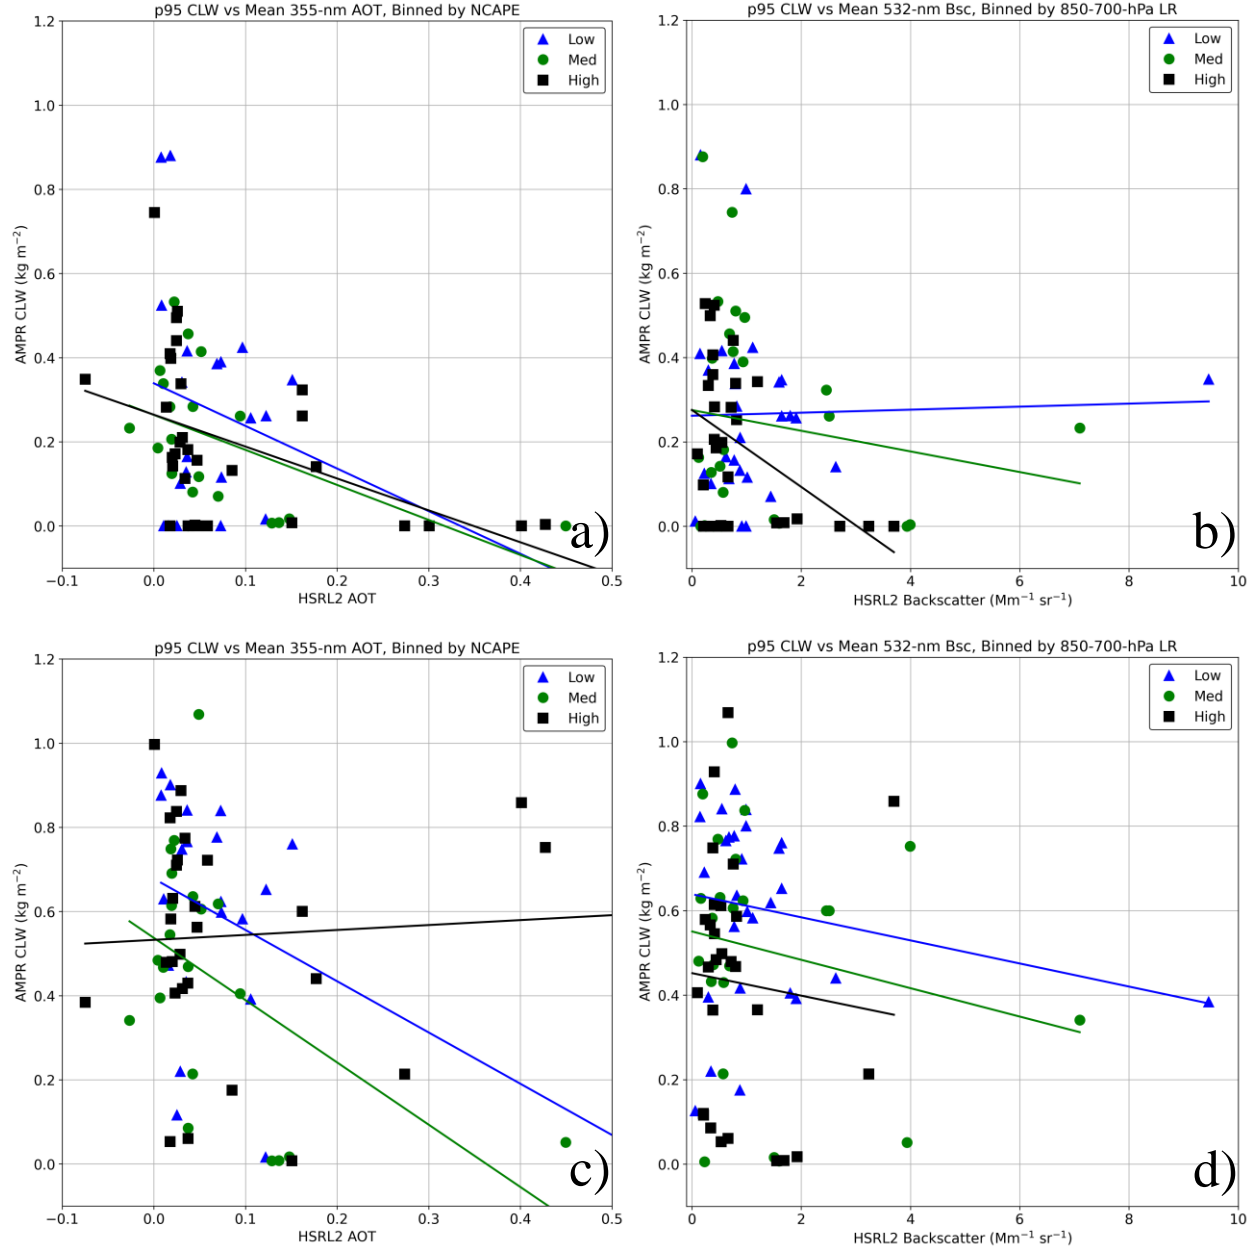 p95 CLW vs Mean 355-nm AOT, Binned by NCAPE
1.2
1.0
0.8
0.6
0.4
0.2
0.0
AMPR CLW (kg m⁻²)
Low
Med
High
a)
−0.1 0.0 0.1 0.2 0.3 0.4 0.5
HSRL2 AOT
p95 CLW vs Mean 532-nm Bsc, Binned by 850-700-hPa LR
1.2
1.0
0.8
0.6
0.4
0.2
0.0
AMPR CLW (kg m⁻²)
Low
Med
High
b)
0 2 4 6 8 10
HSRL2 Backscatter (Mm⁻¹ sr⁻¹)
p95 CLW vs Mean 355-nm AOT, Binned by NCAPE
1.2
1.0
0.8
0.6
0.4
0.2
0.0
AMPR CLW (kg m⁻²)
Low
Med
High
c)
−0.1 0.0 0.1 0.2 0.3 0.4 0.5
HSRL2 AOT
p95 CLW vs Mean 532-nm Bsc, Binned by 850-700-hPa LR
1.2
1.0
0.8
0.6
0.4
0.2
0.0
AMPR CLW (kg m⁻²)
Low
Med
High
d)
0 2 4 6 8 10
HSRL2 Backscatter (Mm⁻¹ sr⁻¹)